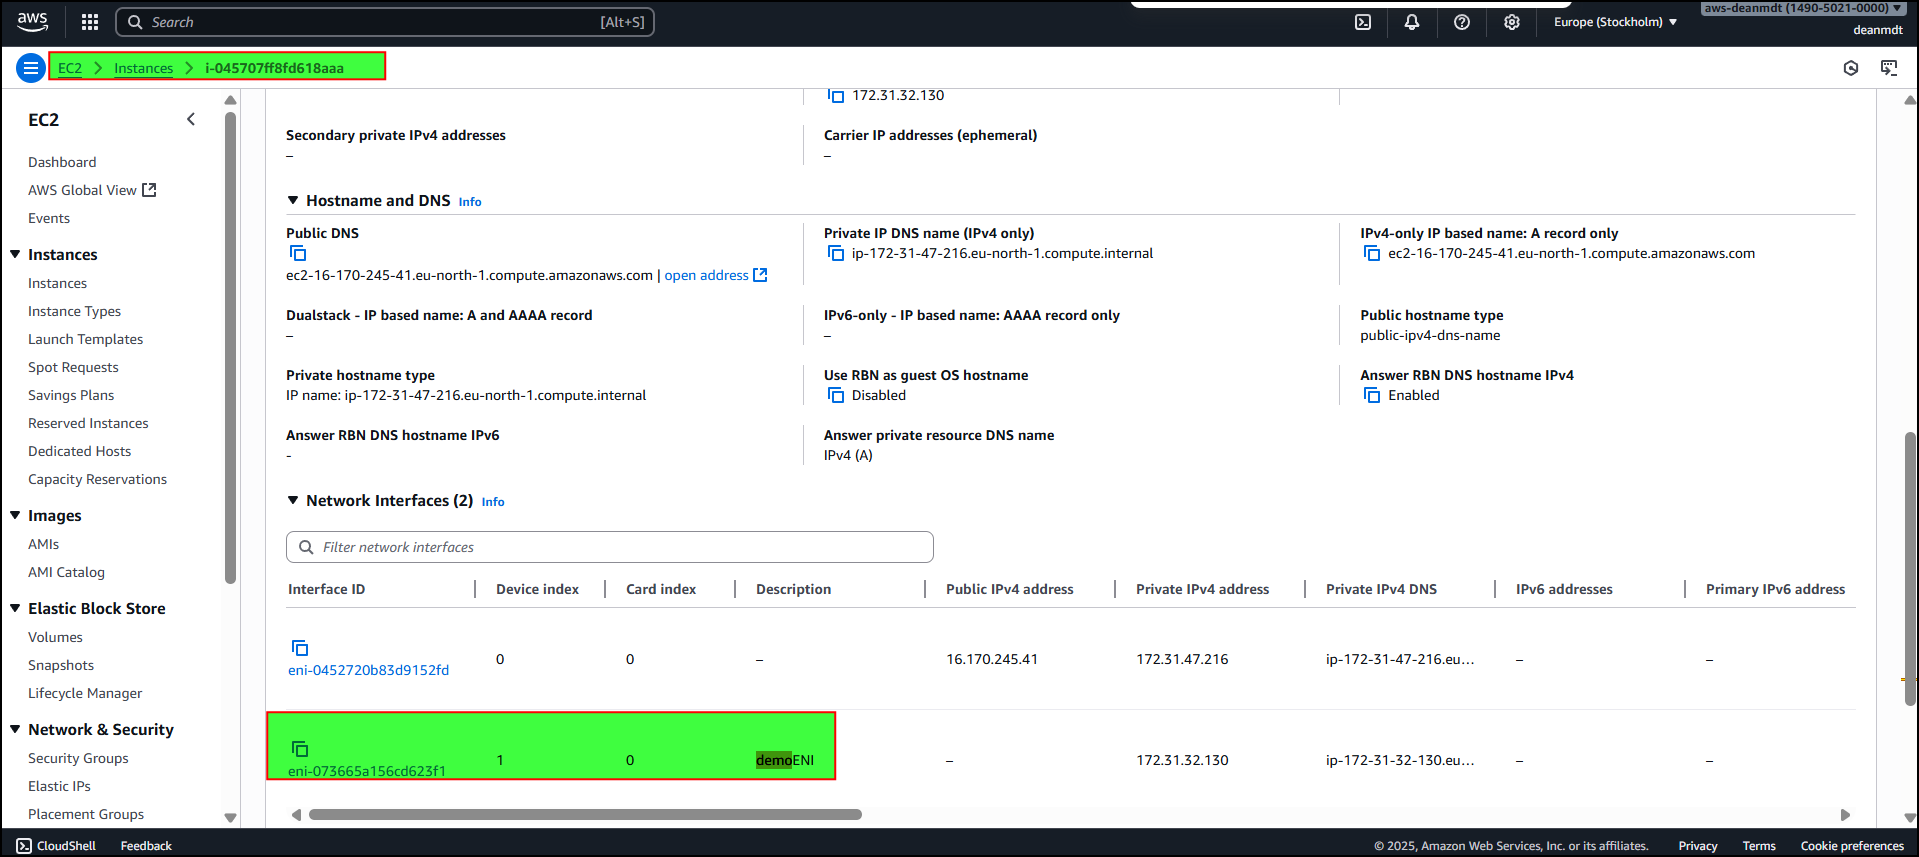 aws
Search
[Alt+S]
Europe (Stockholm)
aws-deanmdt (1490-5021-0000)
deanmdt
EC2 > Instances > i-045707ff8fd618aaa
EC2
Dashboard
AWS Global View
Events
Instances
Instances
Instance Types
Launch Templates
Spot Requests
Savings Plans
Reserved Instances
Dedicated Hosts
Capacity Reservations
Images
AMIs
AMI Catalog
Elastic Block Store
Volumes
Snapshots
Lifecycle Manager
Network & Security
Security Groups
Elastic IPs
Placement Groups
172.31.32.130
Secondary private IPv4 addresses
–
Carrier IP addresses (ephemeral)
–
Hostname and DNS Info
Public DNS
ec2-16-170-245-41.eu-north-1.compute.amazonaws.com | open address
Private IP DNS name (IPv4 only)
ip-172-31-47-216.eu-north-1.compute.internal
IPv4-only IP based name: A record only
ec2-16-170-245-41.eu-north-1.compute.amazonaws.com
Dualstack - IP based name: A and AAAA record
–
IPv6-only - IP based name: AAAA record only
–
Public hostname type
public-ipv4-dns-name
Private hostname type
IP name: ip-172-31-47-216.eu-north-1.compute.internal
Use RBN as guest OS hostname
Disabled
Answer RBN DNS hostname IPv4
Enabled
Answer RBN DNS hostname IPv6
-
Answer private resource DNS name
IPv4 (A)
Network Interfaces (2) Info
Filter network interfaces
Interface ID Device index Card index Description Public IPv4 address Private IPv4 address Private IPv4 DNS IPv6 addresses Primary IPv6 address
eni-0452720b83d9152fd 0 0 – 16.170.245.41 172.31.47.216 ip-172-31-47-216.eu... – –
eni-073665a156cd623f1 1 0 demoENI – 172.31.32.130 ip-172-31-32-130.eu... – –
CloudShell Feedback © 2025, Amazon Web Services, Inc. or its affiliates. Privacy Terms Cookie preferences